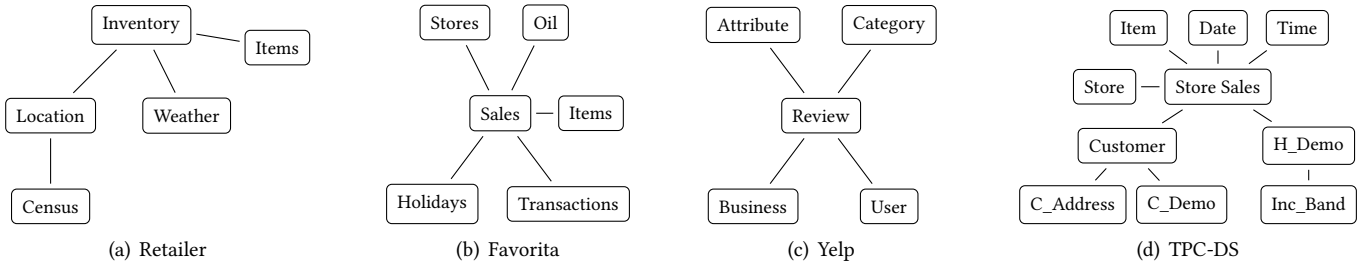 Inventory
Items
Location
Weather
Census
(a) Retailer
Stores
Oil
Sales
Items
Holidays
Transactions
(b) Favorita
Attribute
Category
Review
Business
User
(c) Yelp
Item
Date
Time
Store
Store Sales
Customer
H_Demo
C_Address
C_Demo
Inc_Band
(d) TPC-DS